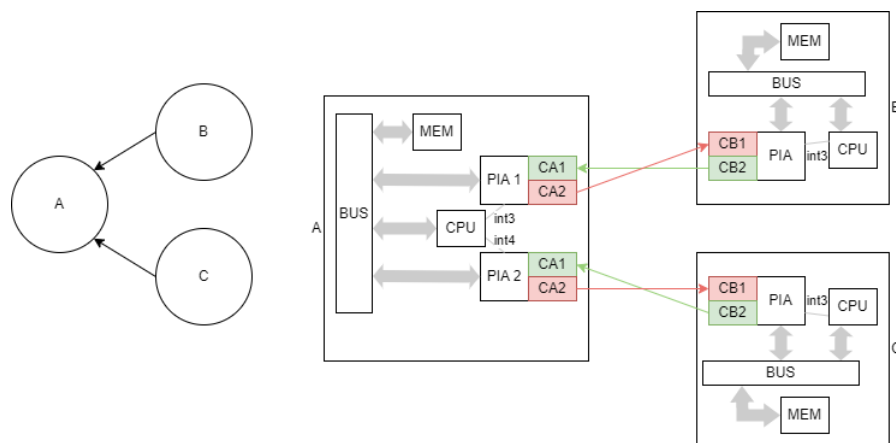 A
B
C
A
BUS
MEM
CPU
PIA 1
CA1
CA2
int3
int4
PIA 2
CA1
CA2
MEM
BUS
CB1
CB2
PIA
int3
CPU
CB1
CB2
PIA
int3
CPU
BUS
MEM